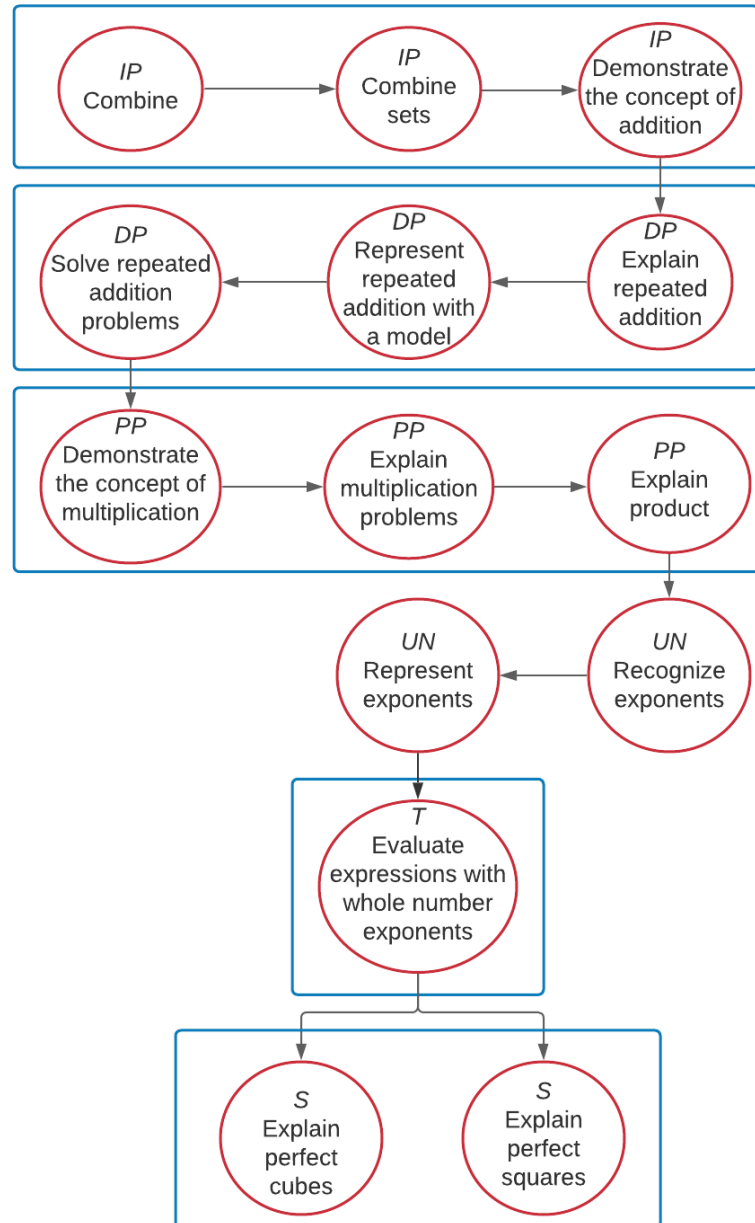 IP
Combine
IP
Combine
sets
IP
Demonstrate
the concept of
addition
DP
Solve repeated
addition
problems
DP
Represent
repeated
addition with
a model
DP
Explain
repeated
addition
PP
Demonstrate
the concept of
multiplication
PP
Explain
multiplication
problems
PP
Explain
product
UN
Represent
exponents
UN
Recognize
exponents
T
Evaluate
expressions with
whole number
exponents
S
Explain
perfect
cubes
S
Explain
perfect
squares